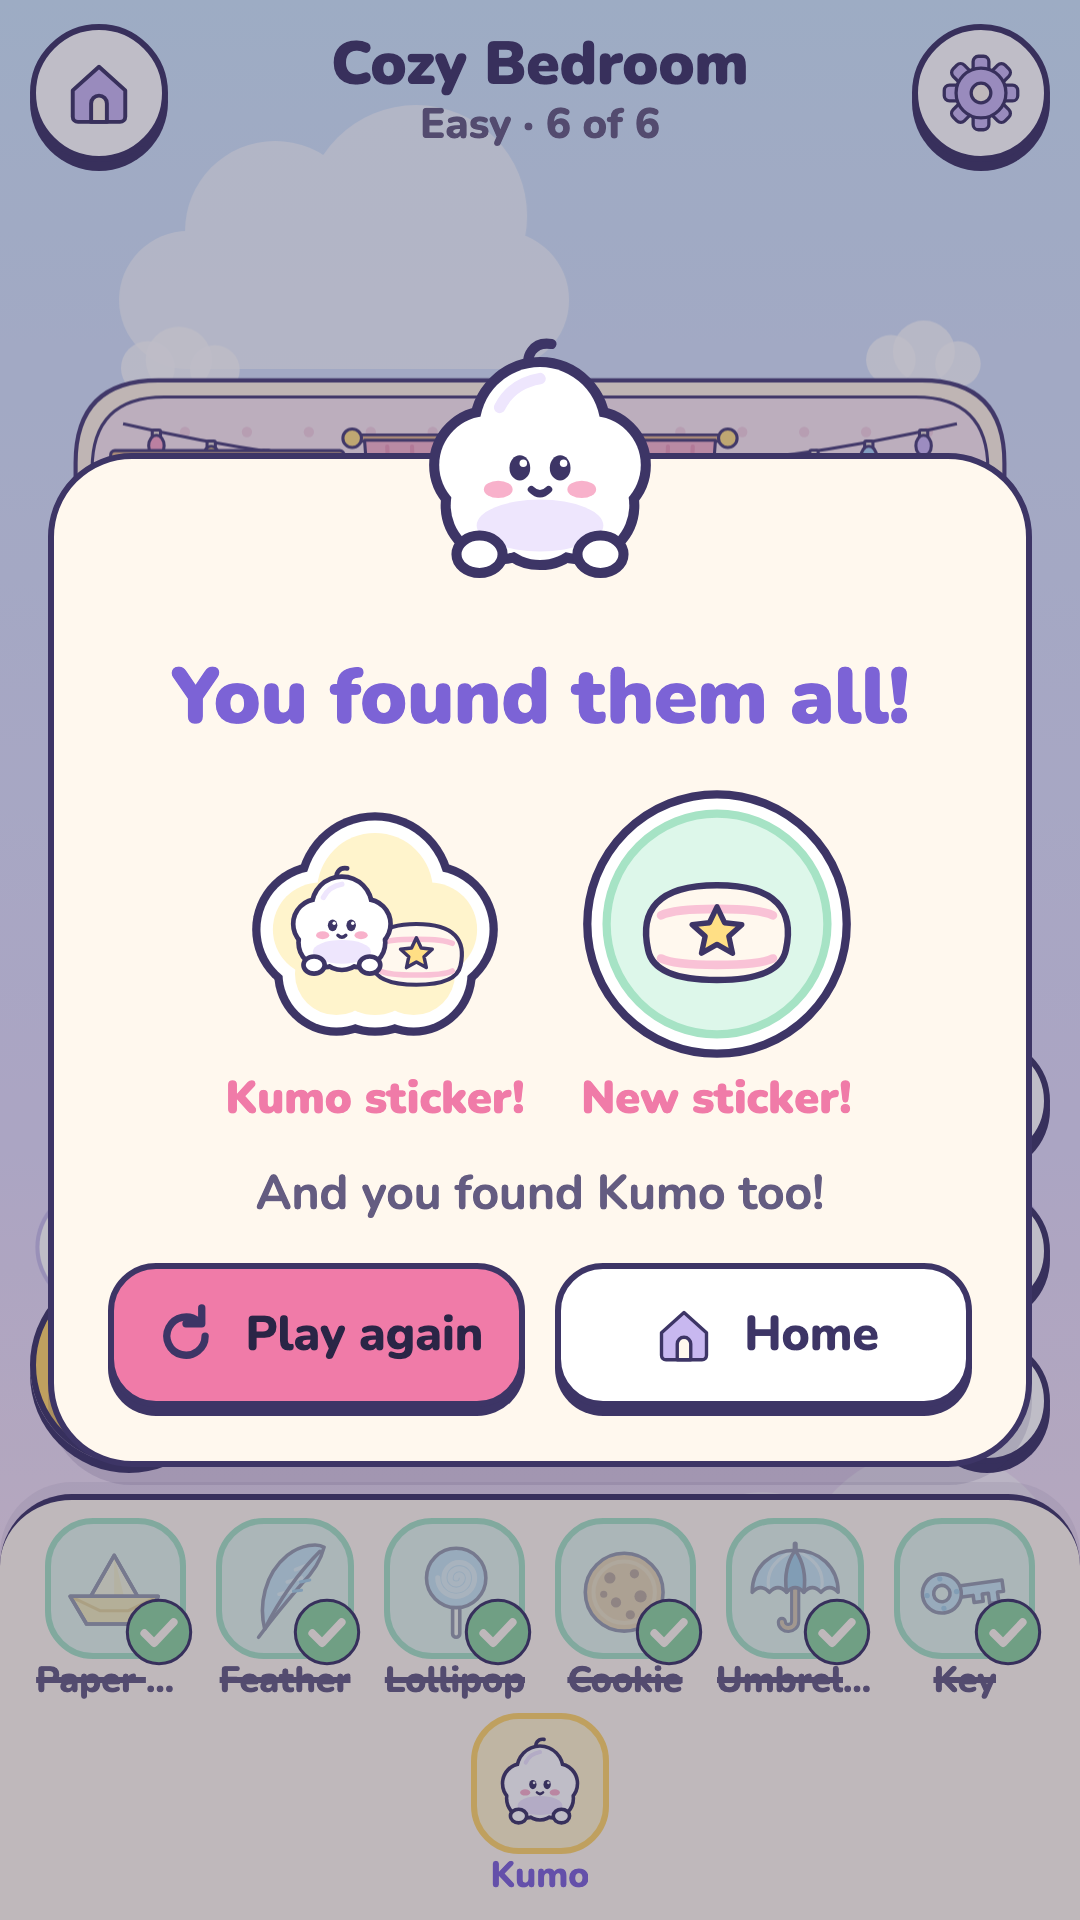 Cozy Bedroom
Easy · 6 of 6
You found them all!
Kumo sticker!
New sticker!
And you found Kumo too!
Play again
Home
Paper-...
Feather
Lollipop
Cookie
Umbrel...
Key
Kumo